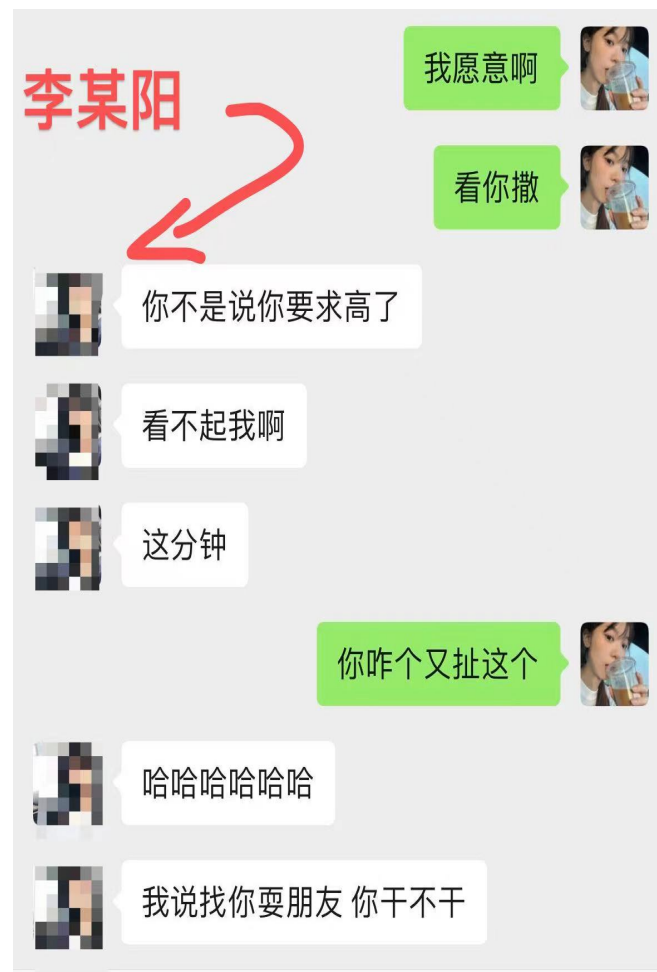 李某阳
我愿意啊
看你撒
你不是说你要求高了
看不起我啊
这分钟
你咋个又扯这个
哈哈哈哈哈哈
我说找你耍朋友 你干不干